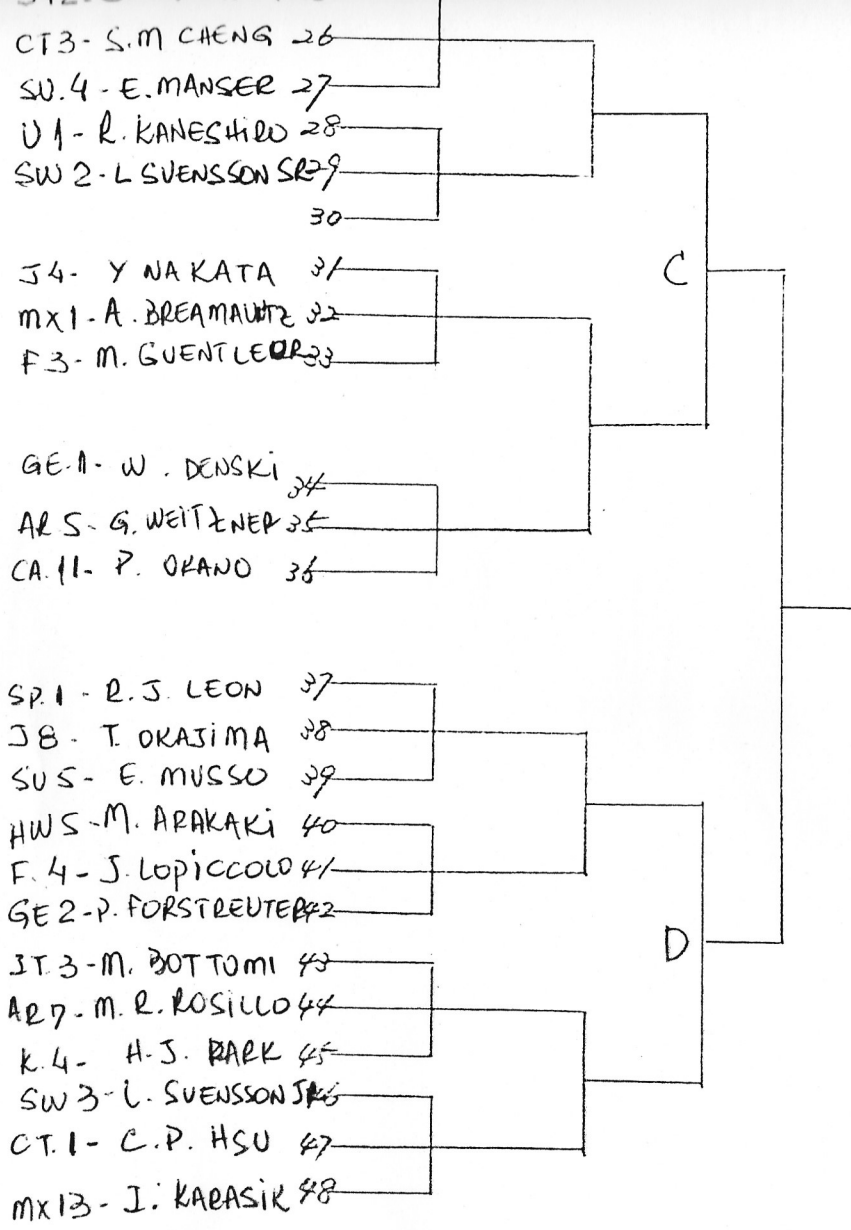 CT3- S.M CHENG 26
SU.4 - E. MANSER 27
U1- R. KANESHIRO 28
SW2- L SVENSSON SR 29
30
J4- Y NAKATA 31
C
MX1- A. 32
F3- M. 33
GE.1- W. DENSKI 34
AR5- G. WEITZNER 35
CA.11- P. OKANO 36
SP.1 - R.J. LEON 37
J8- T. OKAJIMA 38
SU5- E. MUSSO 39
HW5-M. ARAKAKI 40
F.4- J. LOPICCOLO 41
GE2-P. FORSTREUTER 42
D
IT.3-M. BOTTOMI 43
AR7- M.R. ROSILLO 44
K.4- H.J. PARK 45
SW3- L. SVENSSON JR 46
CT.1- C.P. HSU 47
MX13- I. KARASIK 48